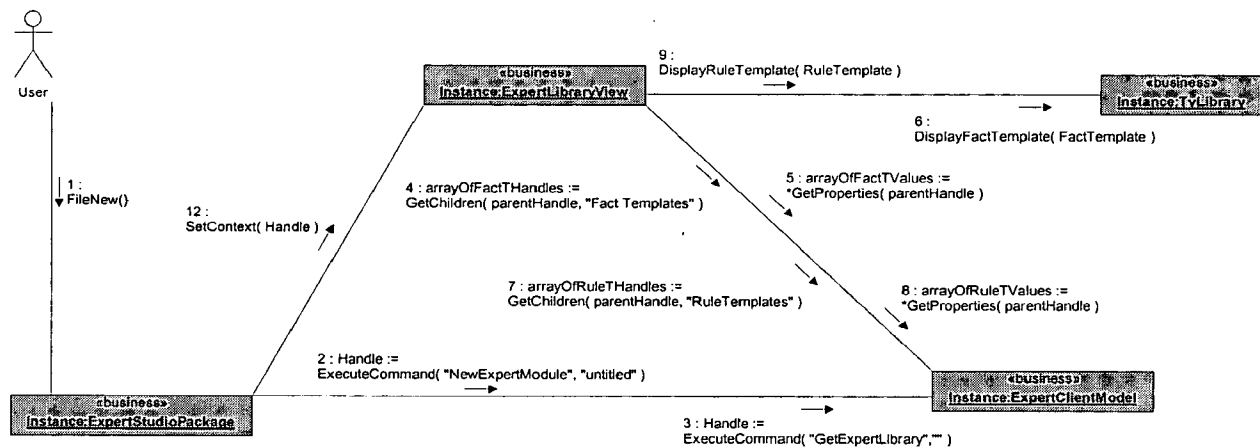 User
1 :
FileNew()
«business»
Instance:ExpertLibraryView
9 :
DisplayRuleTemplate( RuleTemplate )
«business»
Instance:TyLibrary
6 :
DisplayFactTemplate( FactTemplate )
12 :
SetContext( Handle )
4 : arrayOfFactTHandles :=
GetChildren( parentHandle, "Fact Templates" )
5 : arrayOfFactTValues :=
*GetProperties( parentHandle )
7 : arrayOfRuleTHandles :=
GetChildren( parentHandle, "RuleTemplates" )
8 : arrayOfRuleTValues :=
*GetProperties( parentHandle )
2 : Handle :=
ExecuteCommand( "NewExpertModule", "untitled" )
«business»
Instance:ExpertStudioPackage
«business»
Instance:ExpertClientModel
3 : Handle :=
ExecuteCommand( "GetExpertLibrary","" )